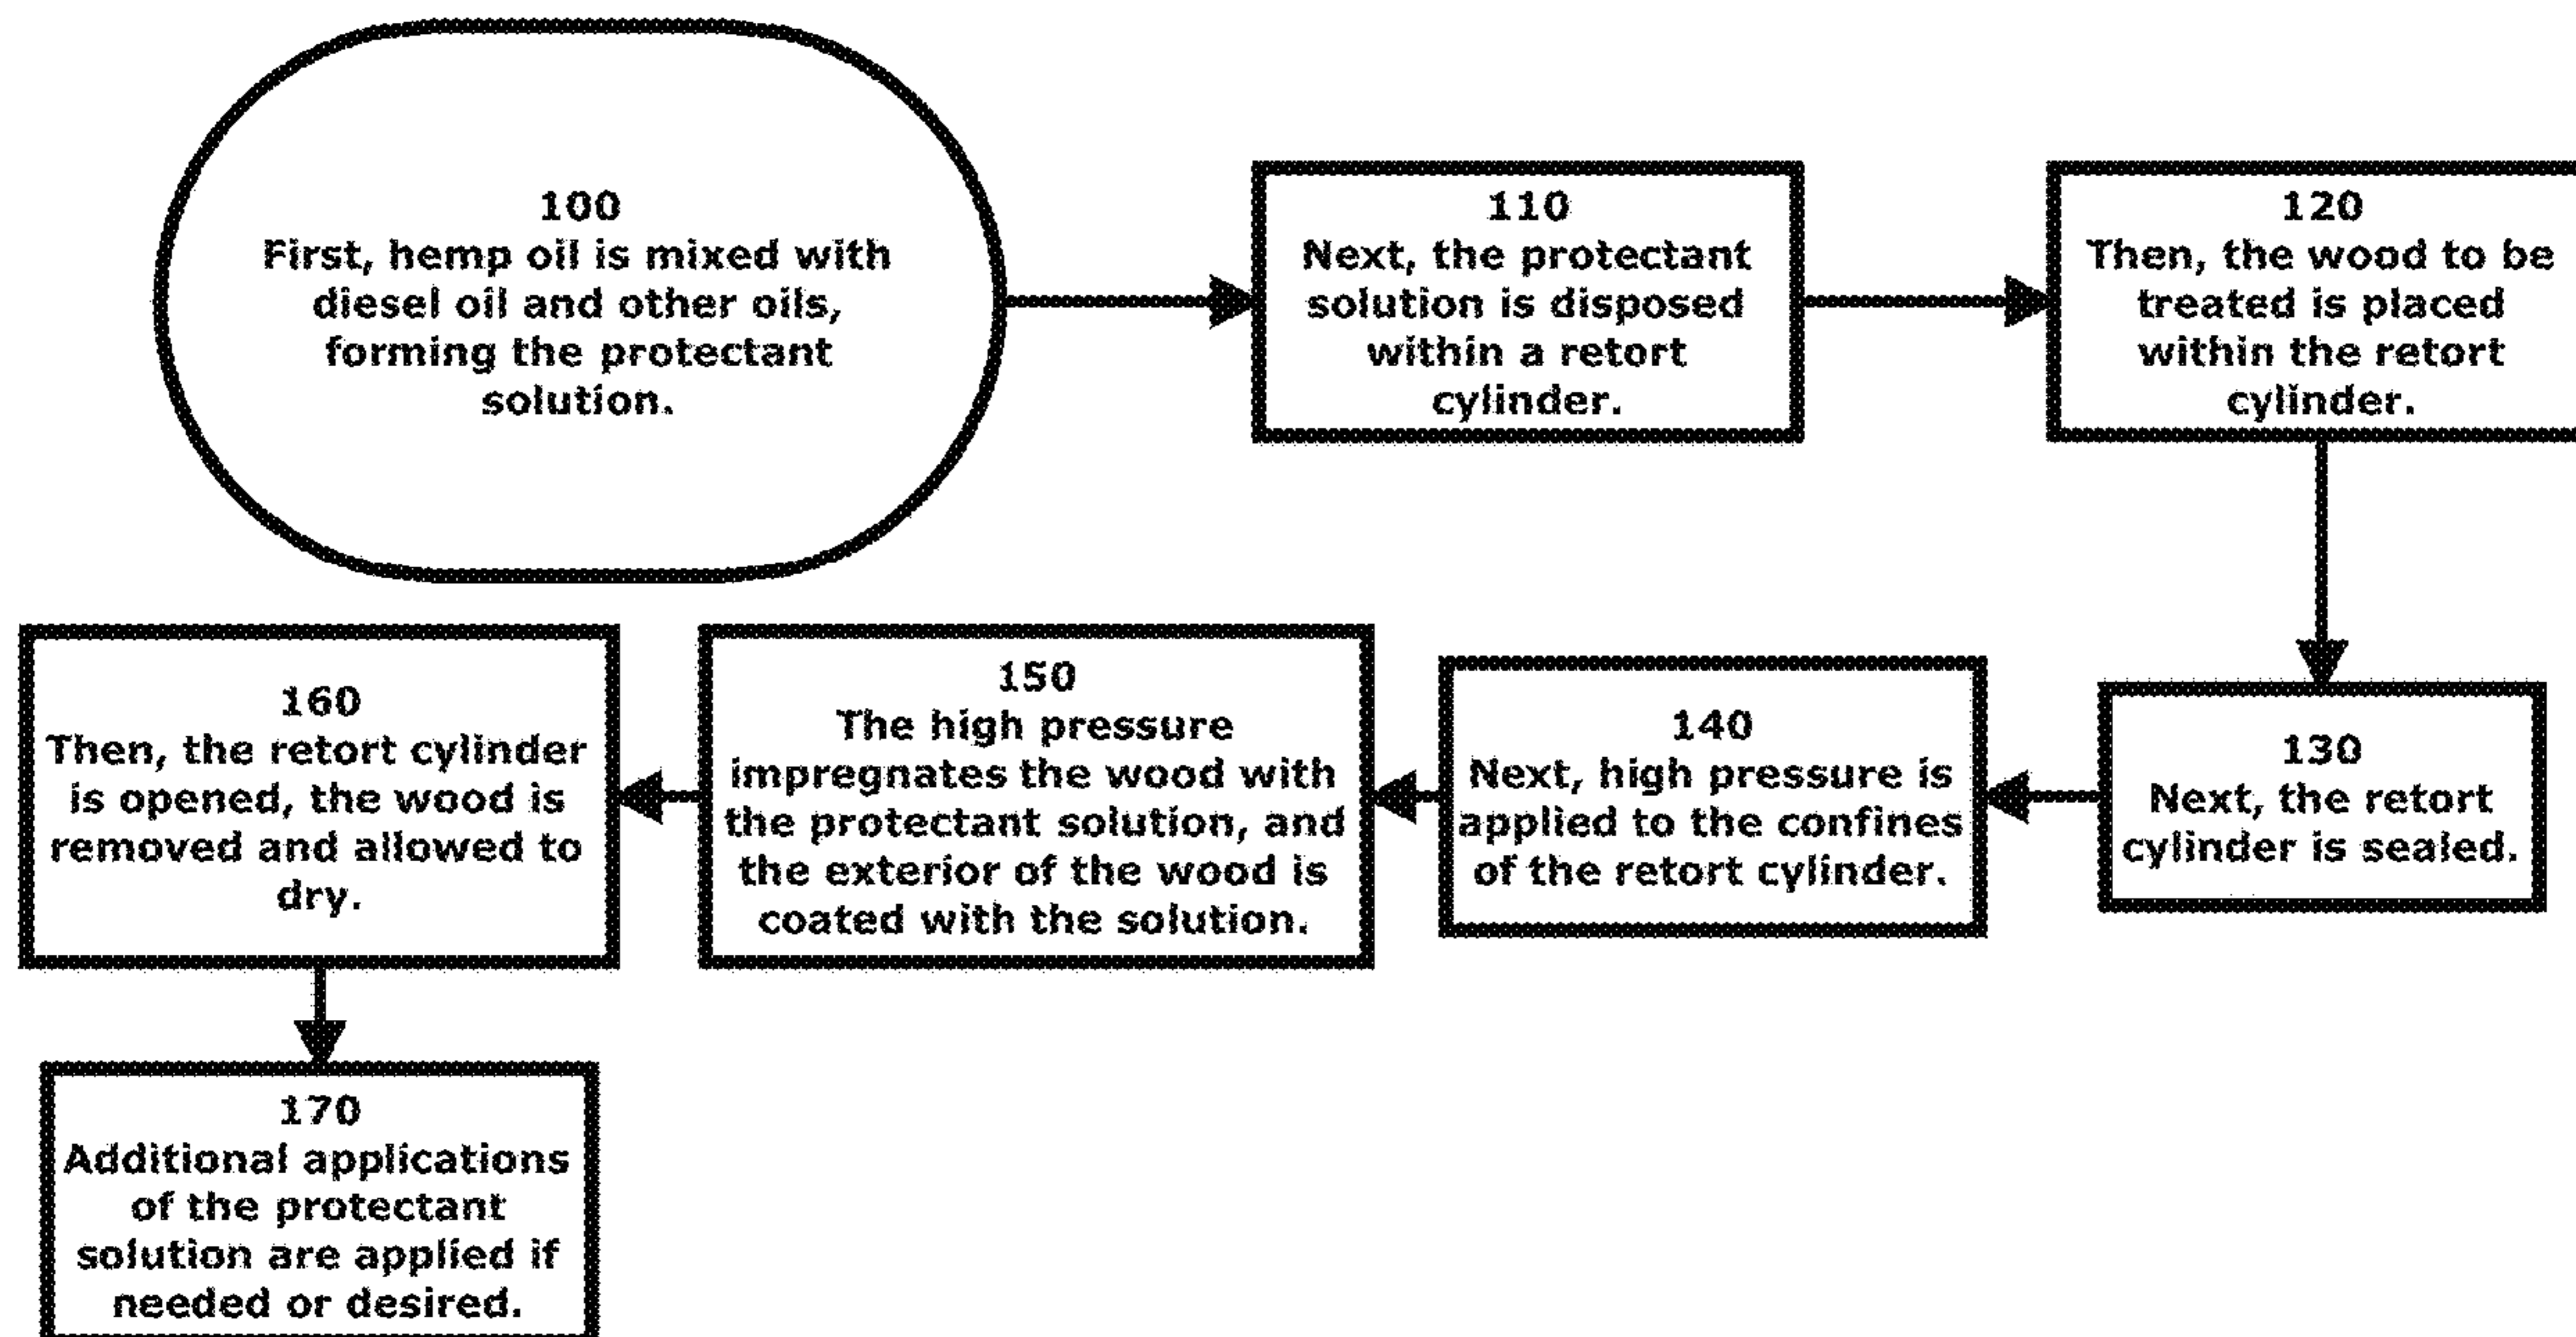 100
First, hemp oil is mixed with
diesel oil and other oils,
forming the protectant
solution.
110
Next, the protectant
solution is disposed
within a retort
cylinder.
120
Then, the wood to be
treated is placed
within the retort
cylinder.
130
Next, the retort
cylinder is sealed.
140
Next, high pressure is
applied to the confines
of the retort cylinder.
150
The high pressure
impregnates the wood with
the protectant solution, and
the exterior of the wood is
coated with the solution.
160
Then, the retort cylinder
is opened, the wood is
removed and allowed to
dry.
170
Additional applications
of the protectant
solution are applied if
needed or desired.